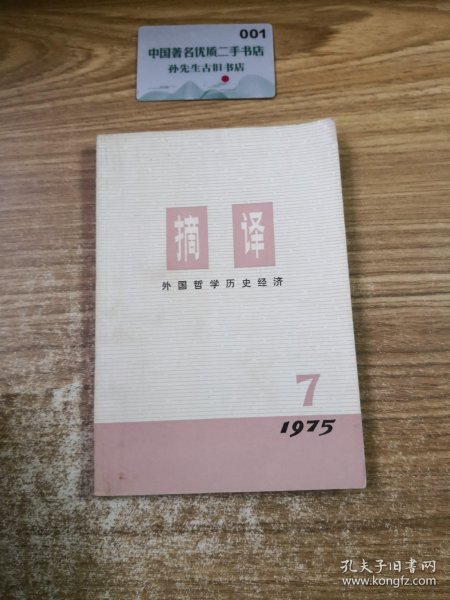 001
中国著名优质二手书店
孙先生古旧书店
摘译
外国哲学历史经济
7
1975
孔夫子旧书网
www.kongfz.com